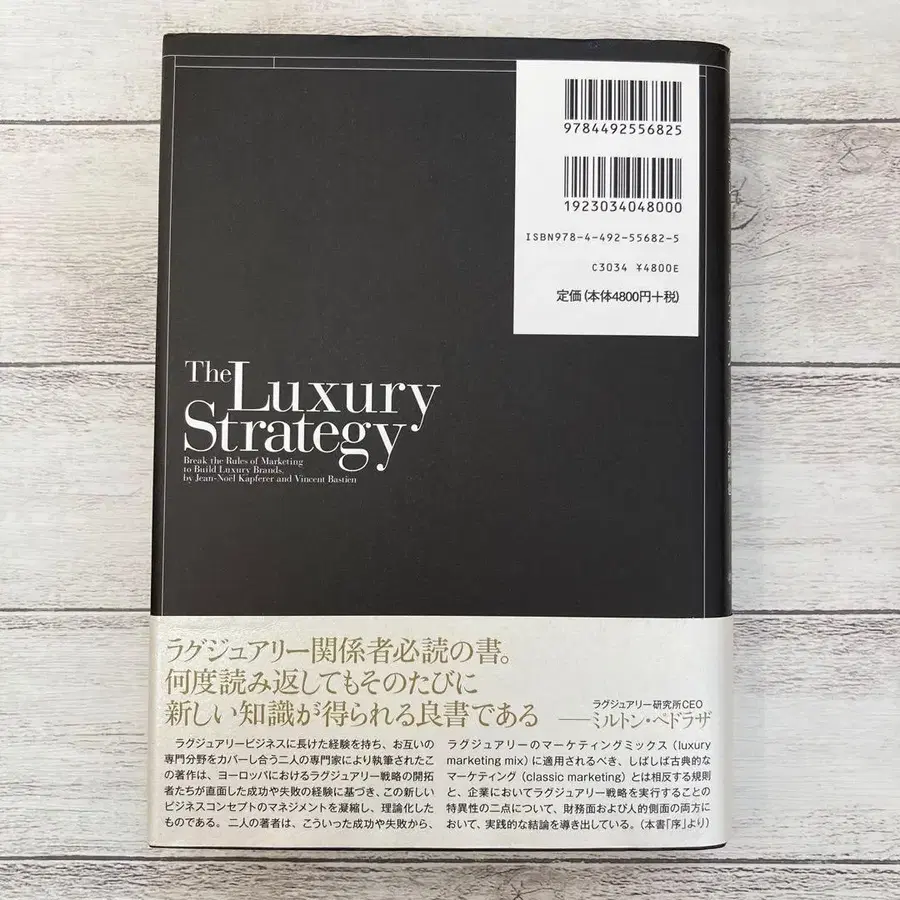 9784492556825
1923034048000
ISBN978-4-492-55682-5
C3034 ¥4800E
定価(本体4800円+税)
The Luxury
Strategy
Break the Rules of Marketing
to Build Luxury Brands,
by Jean-Noël Kapferer and Vincent Bastien
ラグジュアリー関係者必読の書。
何度読み返してもそのたびに
新しい知識が得られる良書である
ラグジュアリー研究所CEO
——ミルトン・ペドラザ
ラグジュアリービジネスに長けた経験を持ち、お互いの
専門分野をカバーし合う二人の専門家により執筆されたこ
の著作は、ヨーロッパにおけるラグジュアリー戦略の開拓
者たちが直面した成功や失敗の経験に基づき、この新しい
ビジネスコンセプトのマネジメントを凝縮し、理論化した
ものである。二人の著者は、こういった成功や失敗から、
ラグジュアリーのマーケティングミックス(luxury
marketing mix)に適用されるべき、しばしば古典的な
マーケティング(classic marketing)とは相反する規則
と、企業においてラグジュアリー戦略を実行することの
特異性の二点について、財務面および人的側面の両方に
おいて、実践的な結論を導き出している。(本書「序」より)